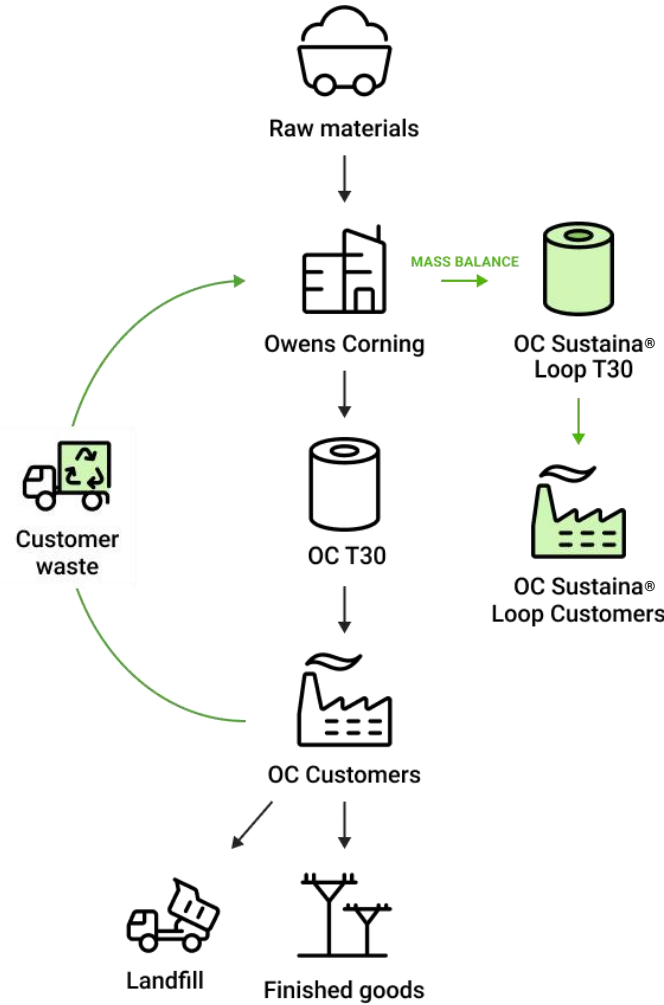 Raw materials
MASS BALANCE
Owens Corning
OC Sustaina®
Loop T30
Customer
waste
OC T30
OC Sustaina®
Loop Customers
OC Customers
Landfill
Finished goods